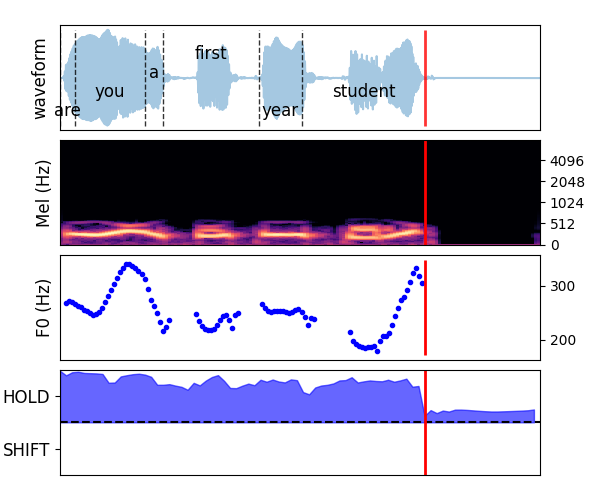 waveform
are you a first year student
Mel (Hz)
4096
2048
1024
512
0
F0 (Hz)
300
200
HOLD
SHIFT